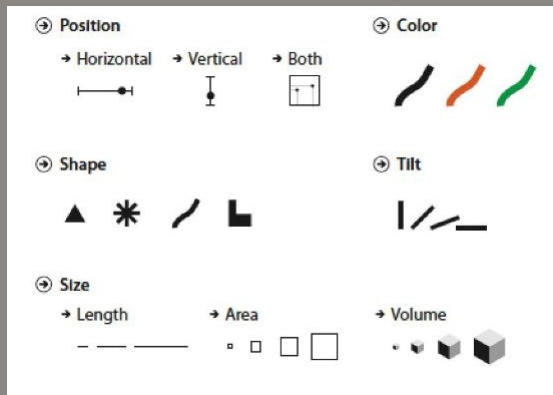 Position
Color
Horizontal
Vertical
Both
Shape
Tilt
Size
Length
Area
Volume